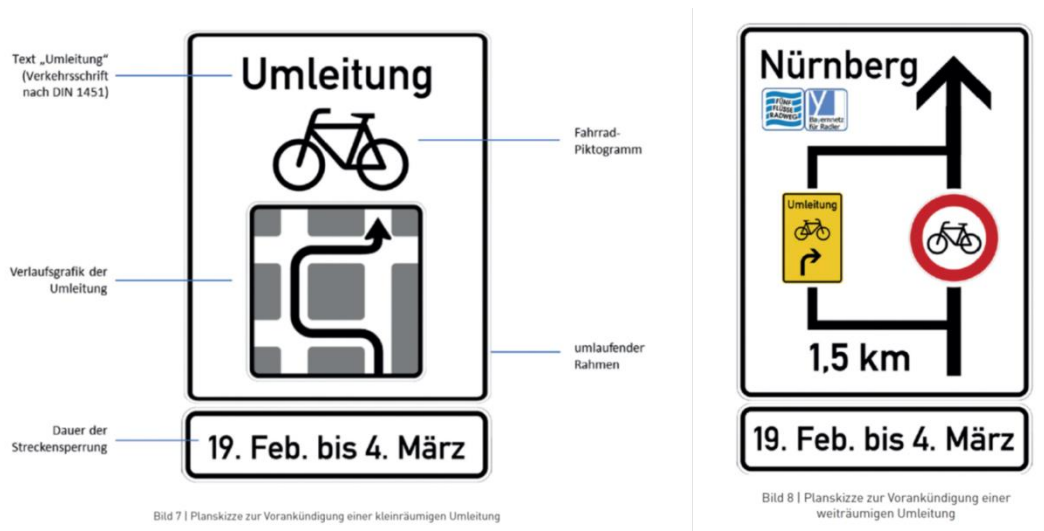 Text „Umleitung“
(Verkehrsschrift
nach DIN 1451)
Verlaufsgrafik der
Umleitung
Dauer der
Streckensperrung
Umleitung
19. Feb. bis 4. März
Fahrrad-
Piktogramm
umlaufender
Rahmen
Bild 7 | Planskizze zur Vorankündigung einer kleinräumigen Umleitung
Nürnberg
FÜNF
FLÜSSE
RADWEG
Bayernnetz
für Radler
Umleitung
1,5 km
19. Feb. bis 4. März
Bild 8 | Planskizze zur Vorankündigung einer
weiträumigen Umleitung